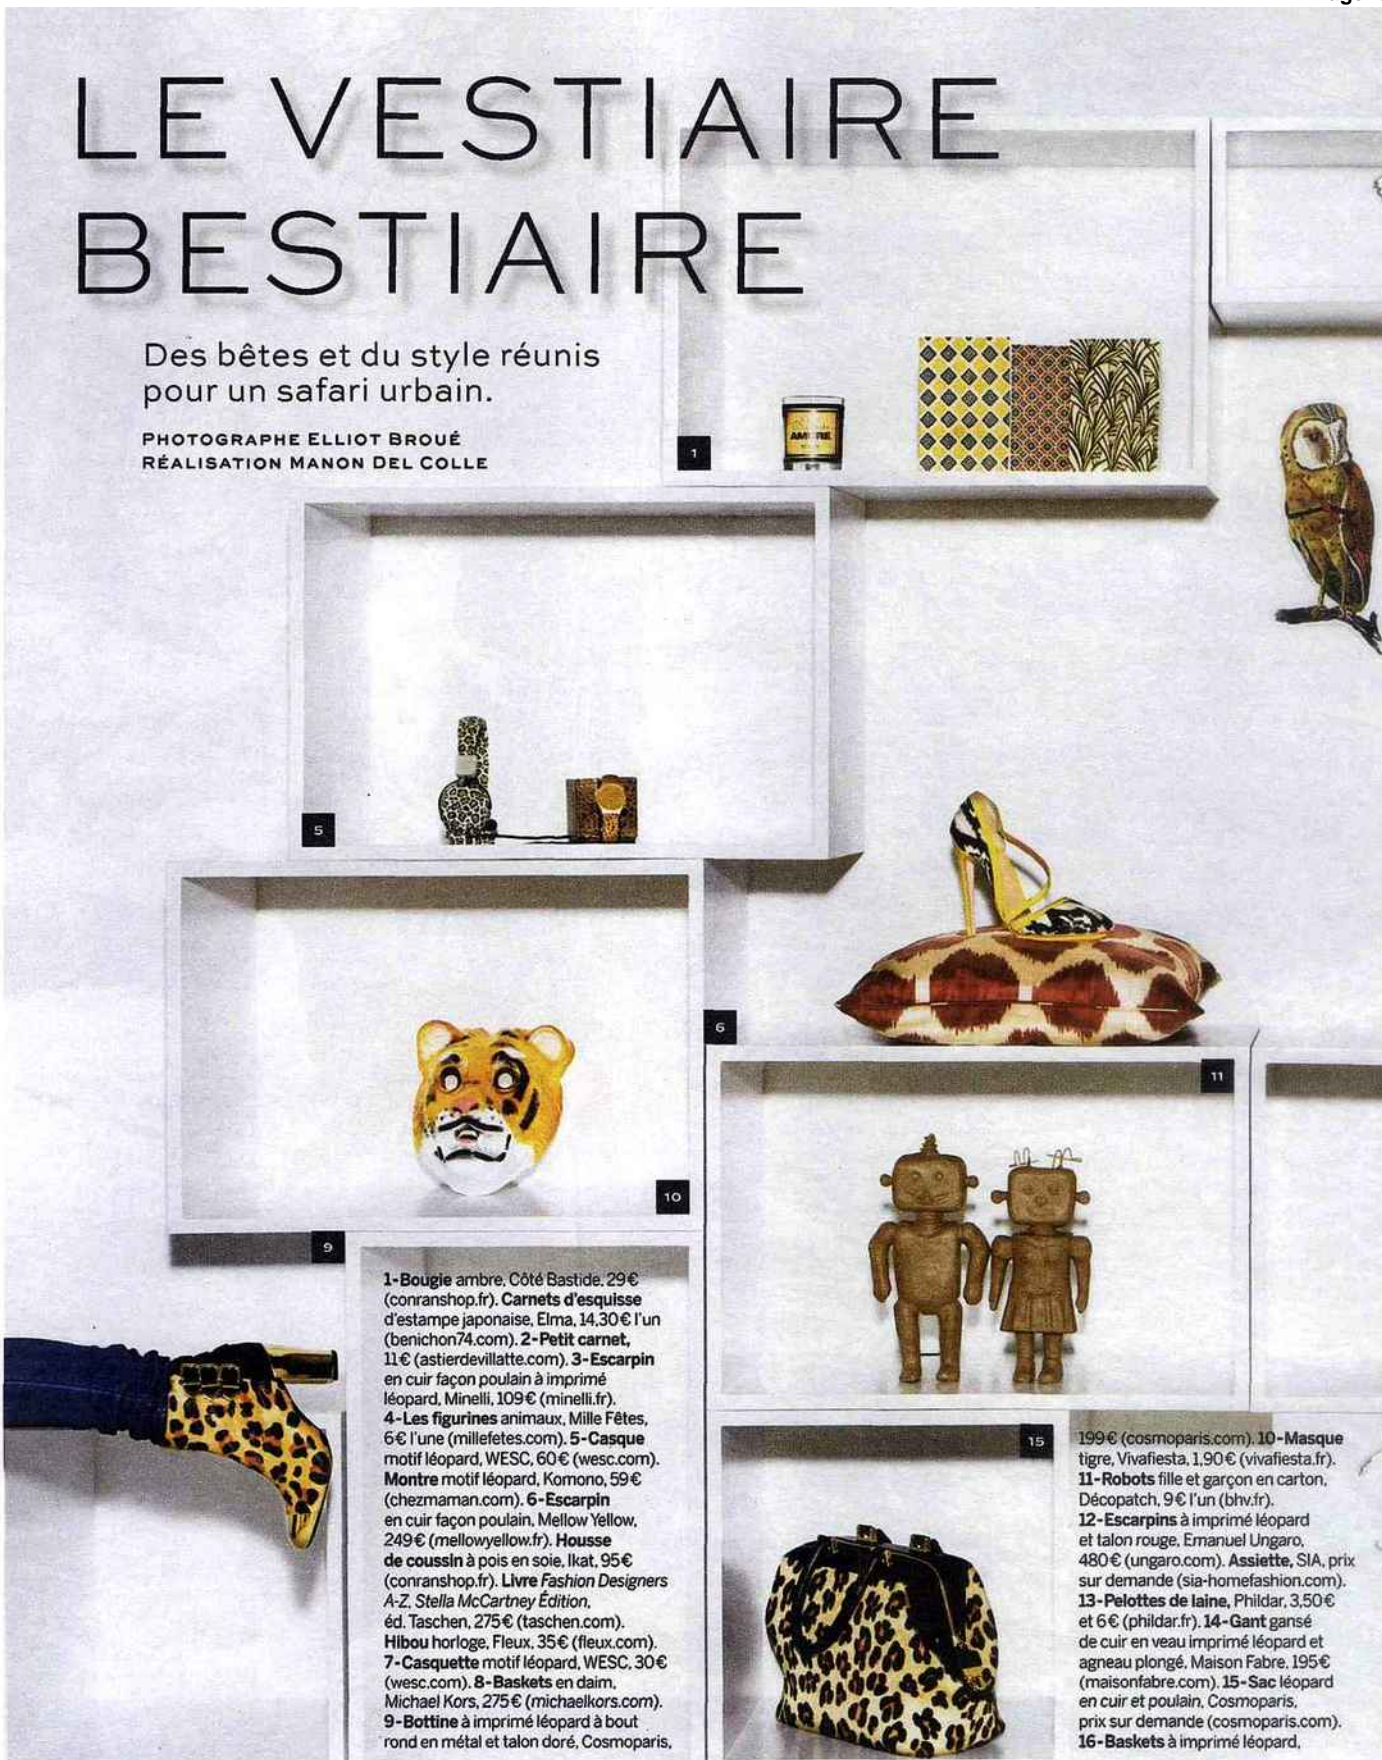 LE VESTIAIRE
BESTIAIRE
Des bêtes et du style réunis
pour un safari urbain.
PHOTOGRAPHE ELLIOT BROUÉ
RÉALISATION MANON DEL COLLE
1
AMBRE
5
6
11
10
9
1-Bougie ambre, Côté Bastide, 29€
(conranshop.fr). Carnets d'esquisse
d'estampe japonaise, Elma, 14,30€ l'un
(benichon74.com). 2-Petit carnet,
11€ (astierdevillatte.com). 3-Escarpin
en cuir façon poulain à imprimé
léopard, Minelli, 109€ (minelli.fr).
4-Les figurines animaux, Mille Fêtes,
6€ l'une (millefetes.com). 5-Casque
motif léopard, WESC, 60€ (wesc.com).
Montre motif léopard, Komono, 59€
(chezmaman.com). 6-Escarpin
en cuir façon poulain, Mellow Yellow,
249€ (mellowyellow.fr). Housse
de coussin à pois en soie, Ikat, 95€
(conranshop.fr). Livre Fashion Designers
A-Z, Stella McCartney Édition,
éd. Taschen, 275€ (taschen.com).
Hibou horloge, Fleux, 35€ (fleux.com).
7-Casquette motif léopard, WESC, 30€
(wesc.com). 8-Baskets en daim,
Michael Kors, 275€ (michaelkors.com).
9-Bottine à imprimé léopard à bout
rond en métal et talon doré, Cosmoparis,
15
199€ (cosmoparis.com). 10-Masque
tigre, Vivafiesta, 1,90€ (vivafiesta.fr).
11-Robots fille et garçon en carton,
Décopatch, 9€ l'un (bhv.fr).
12-Escarpins à imprimé léopard
et talon rouge, Emanuel Ungaro,
480€ (ungaro.com). Assiette, SIA, prix
sur demande (sia-homefashion.com).
13-Pelottes de laine, Phildar, 3,50€
et 6€ (phildar.fr). 14-Gant gansé
de cuir en veau imprimé léopard et
agneau plongé, Maison Fabre, 195€
(maisonfabre.com). 15-Sac léopard
en cuir et poulain, Cosmoparis,
prix sur demande (cosmoparis.com).
16-Baskets à imprimé léopard,